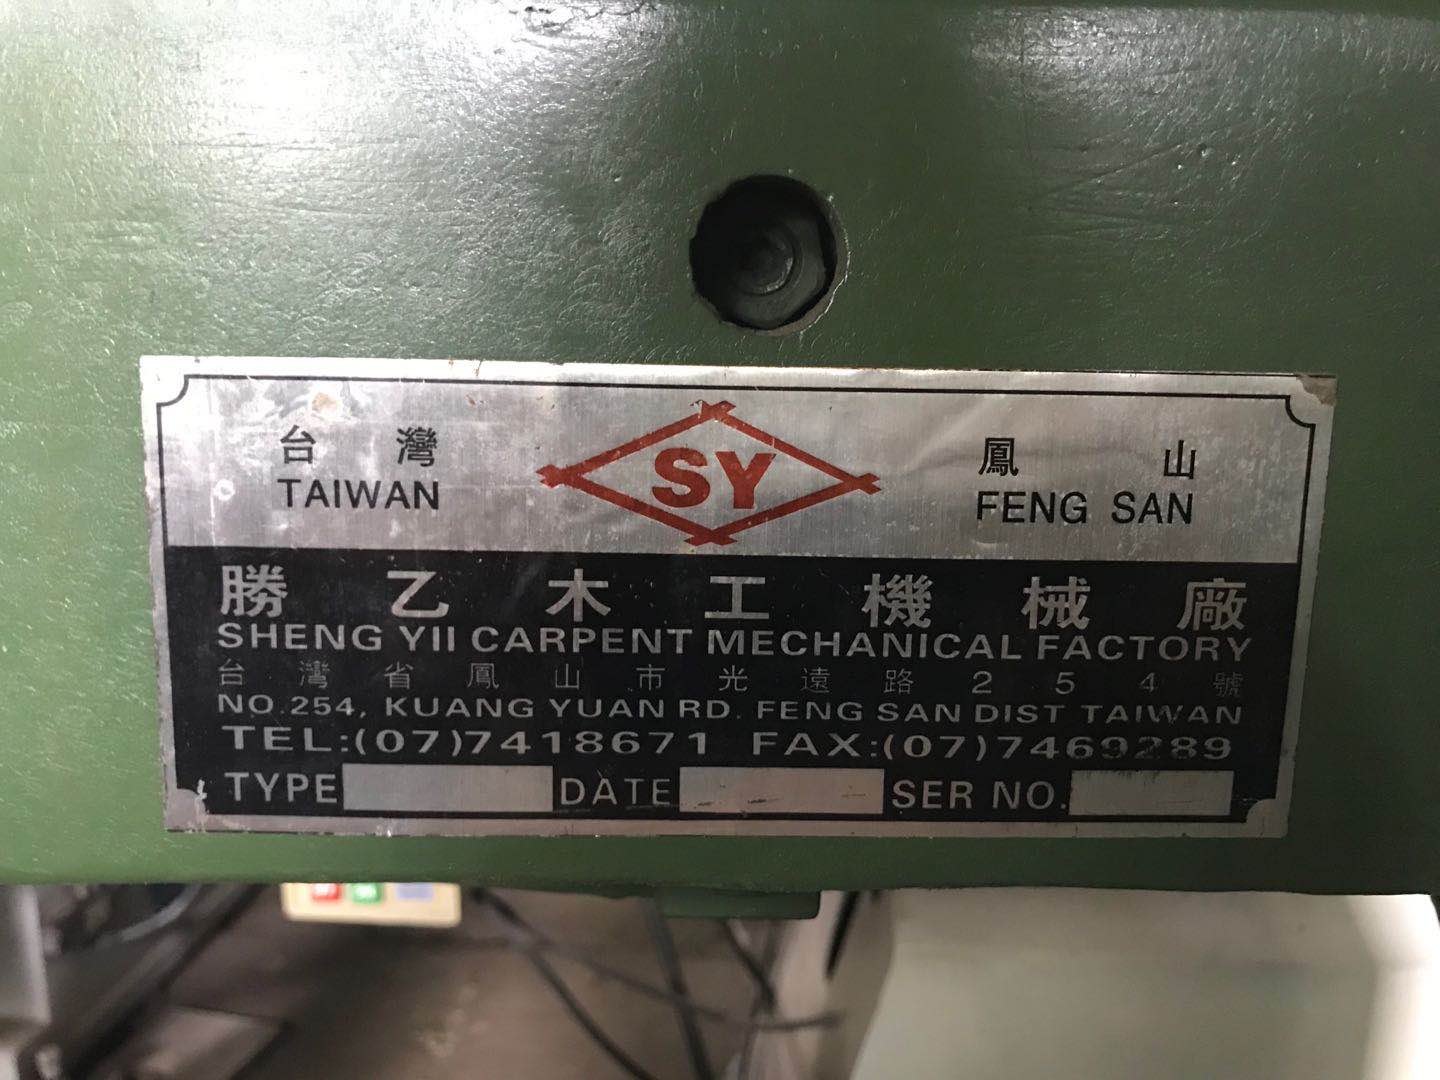 台灣 SY 鳳山
TAIWAN FENG SAN
勝乙木工機械廠
SHENG YII CARPENT MECHANICAL FACTORY
台灣省鳳山市光遠路254號
NO.254, KUANG YUAN RD. FENG SAN DIST TAIWAN
TEL:(07)7418671 FAX:(07)7469289
TYPE DATE SER NO.